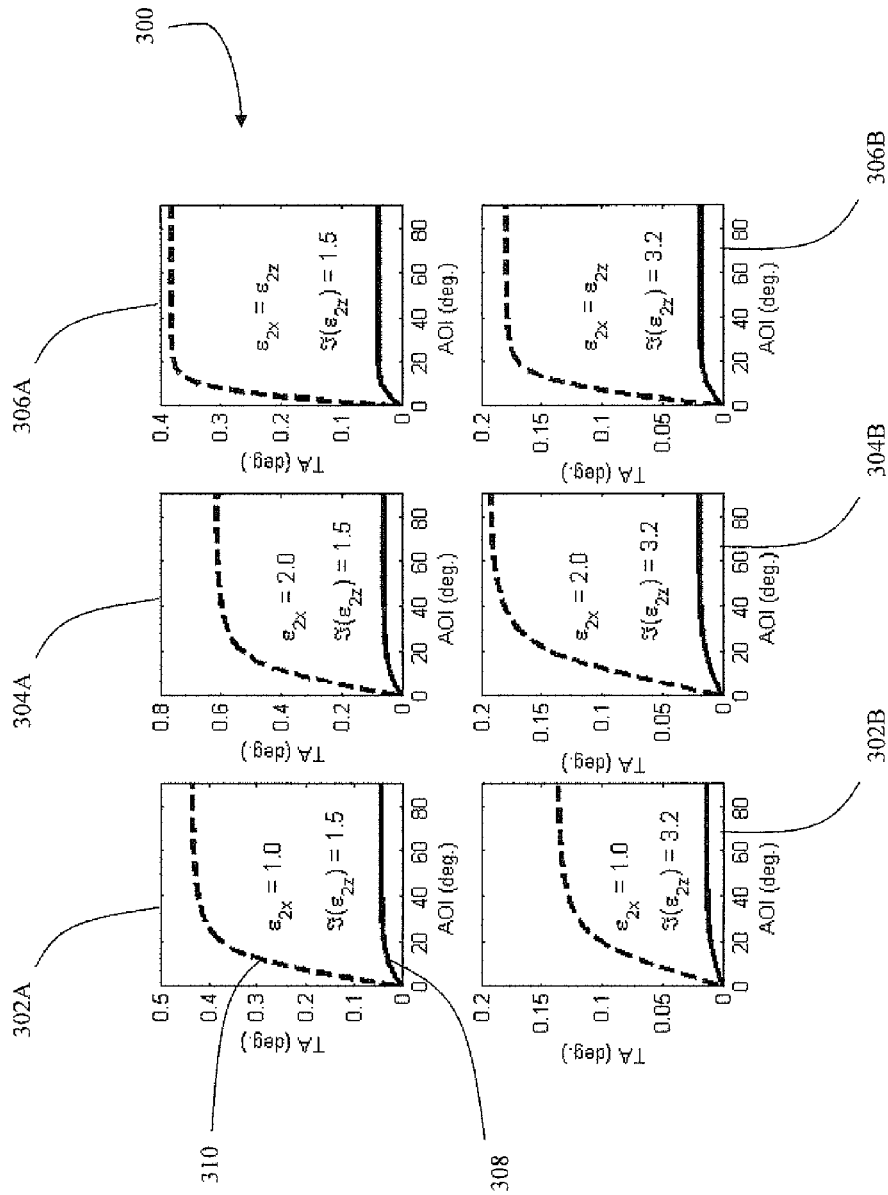 300
302A
304A
306A
310
308
TA (deg.)
0.5
0.4
0.3
0.2
0.1
0
ε2x = 1.0
ℑ(ε2z) = 1.5
0 20 40 60 80
AOI (deg.)
TA (deg.)
0.8
0.6
0.4
0.2
0
ε2x = 2.0
ℑ(ε2z) = 1.5
0 20 40 60 80
AOI (deg.)
TA (deg.)
0.4
0.3
0.2
0.1
0
ε2x = ε2z
ℑ(ε2z) = 1.5
0 20 40 60 80
AOI (deg.)
TA (deg.)
0.2
0.15
0.1
0.05
0
ε2x = 1.0
ℑ(ε2z) = 3.2
0 20 40 60 80
AOI (deg.)
TA (deg.)
0.2
0.15
0.1
0.05
0
ε2x = 2.0
ℑ(ε2z) = 3.2
0 20 40 60 80
AOI (deg.)
TA (deg.)
0.2
0.15
0.1
0.05
0
ε2x = ε2z
ℑ(ε2z) = 3.2
0 20 40 60 80
AOI (deg.)
302B
304B
306B